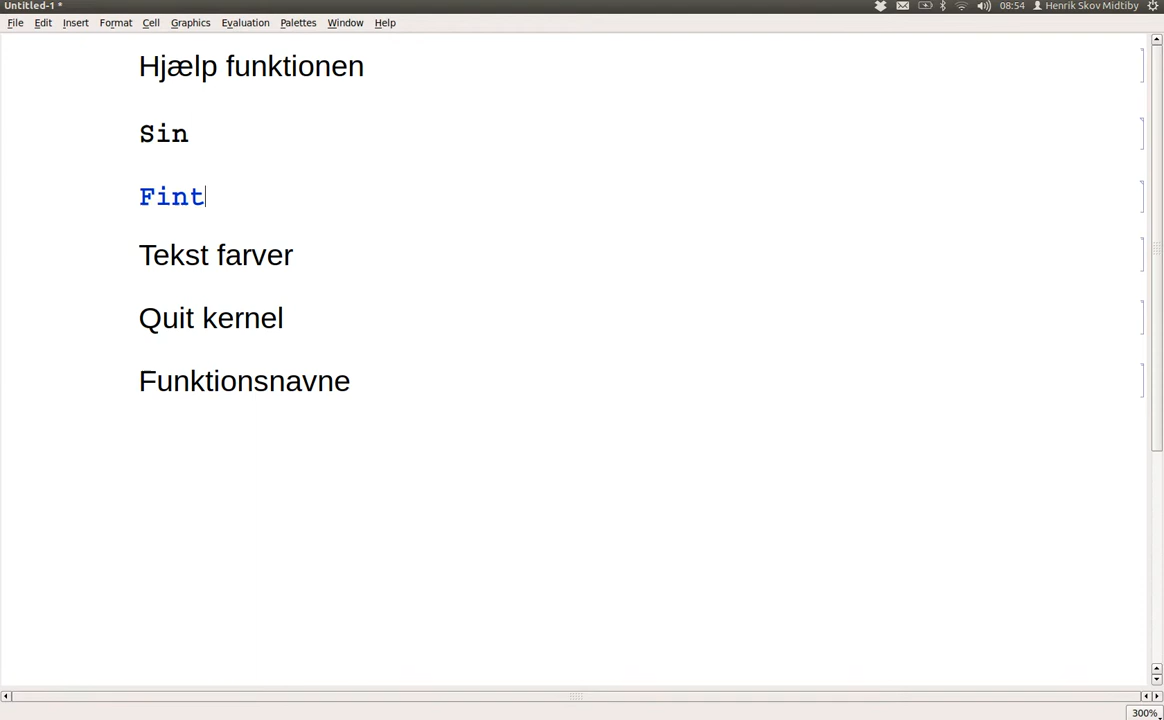 Untitled-1 *
08:54 Henrik Skov Midtiby
File Edit Insert Format Cell Graphics Evaluation Palettes Window Help
Hjælp funktionen
Sin
Fint
Tekst farver
Quit kernel
Funktionsnavne
300%